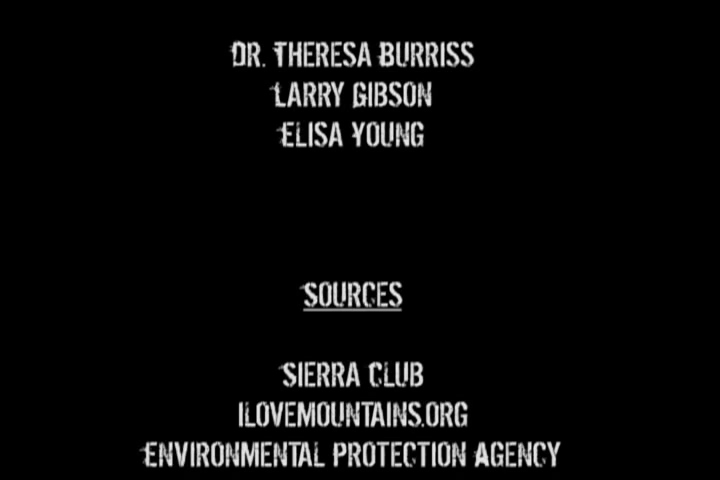 DR. THERESA BURRISS
LARRY GIBSON
ELISA YOUNG
SOURCES
SIERRA CLUB
ILOVEMOUNTAINS.ORG
ENVIRONMENTAL PROTECTION AGENCY